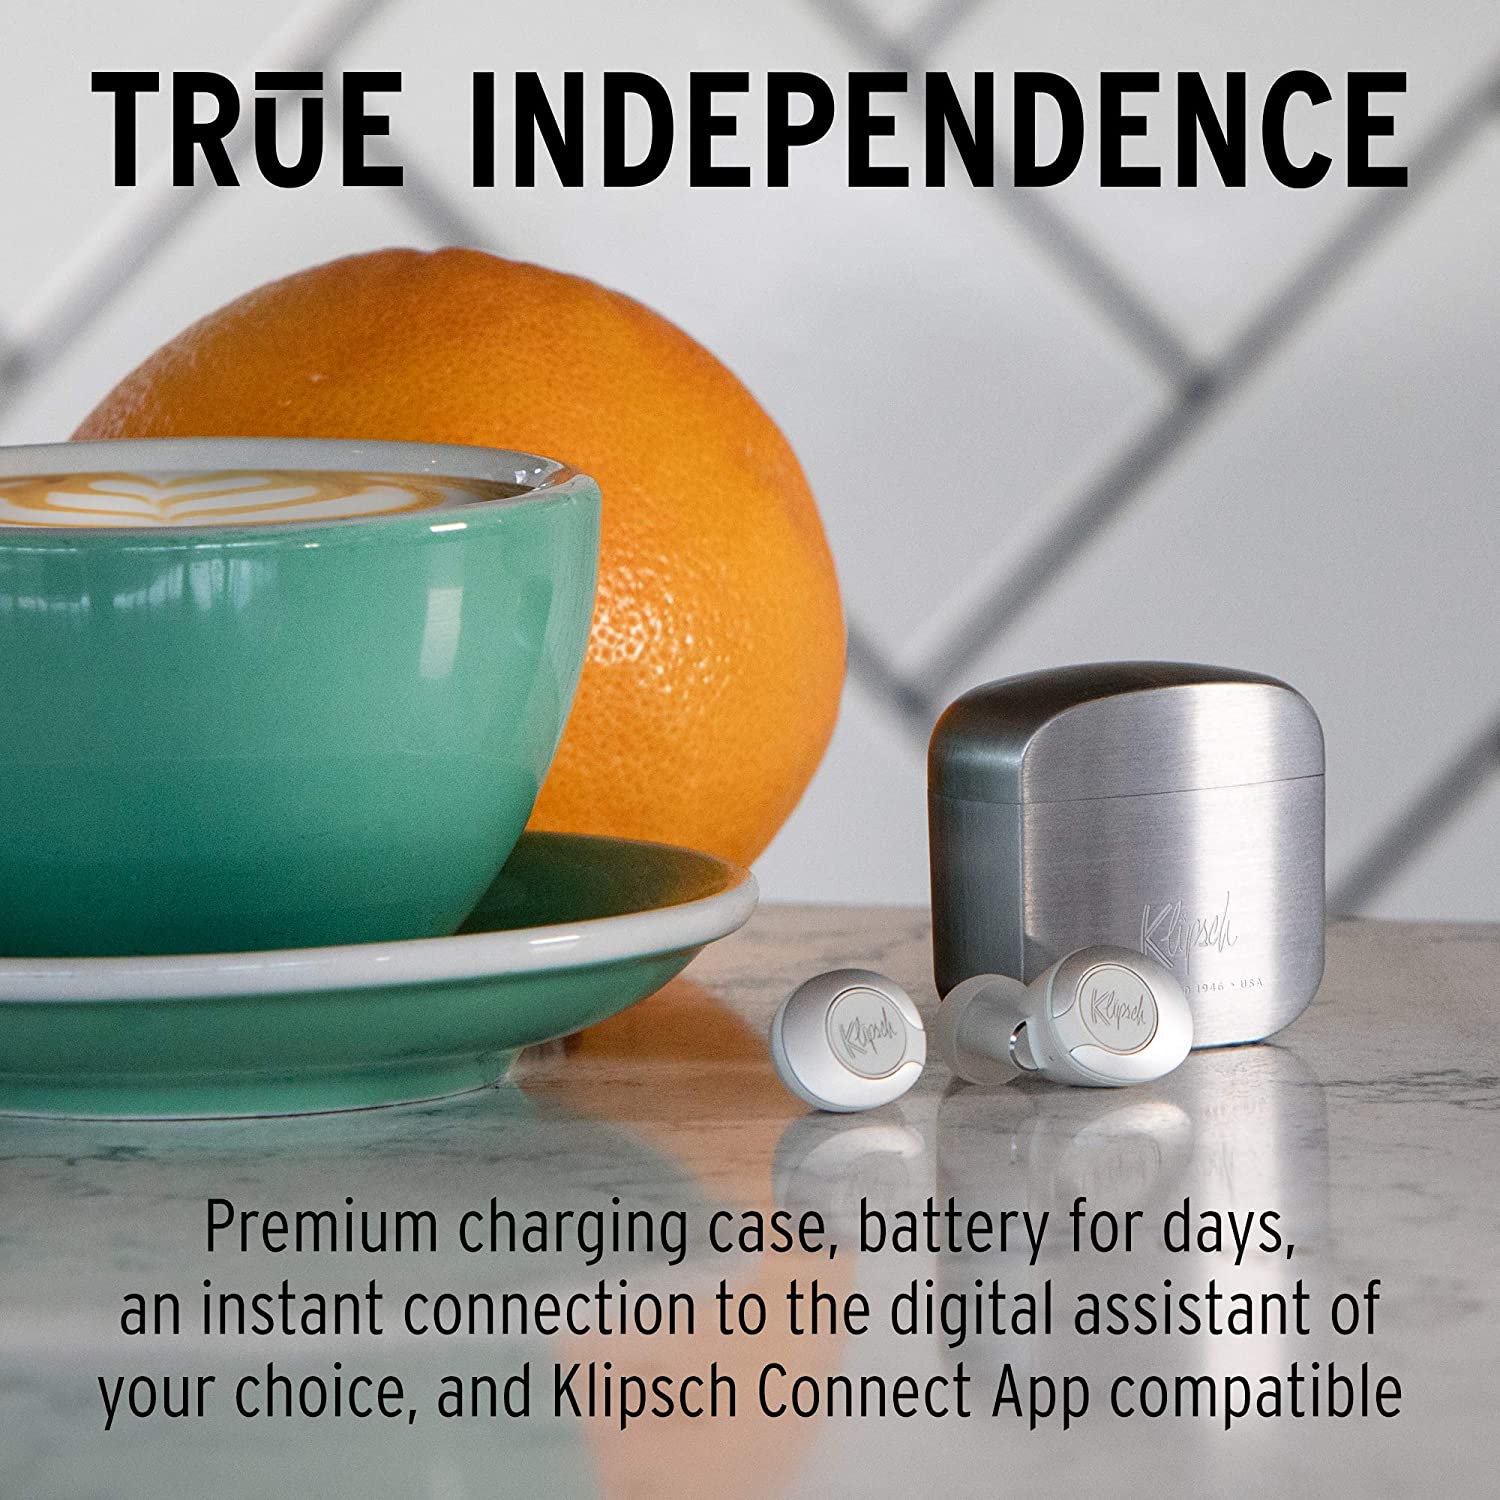 TRŪE INDEPENDENCE
Klipsch
1946 • USA
Klipsch
Klipsch
Premium charging case, battery for days,
an instant connection to the digital assistant of
your choice, and Klipsch Connect App compatible